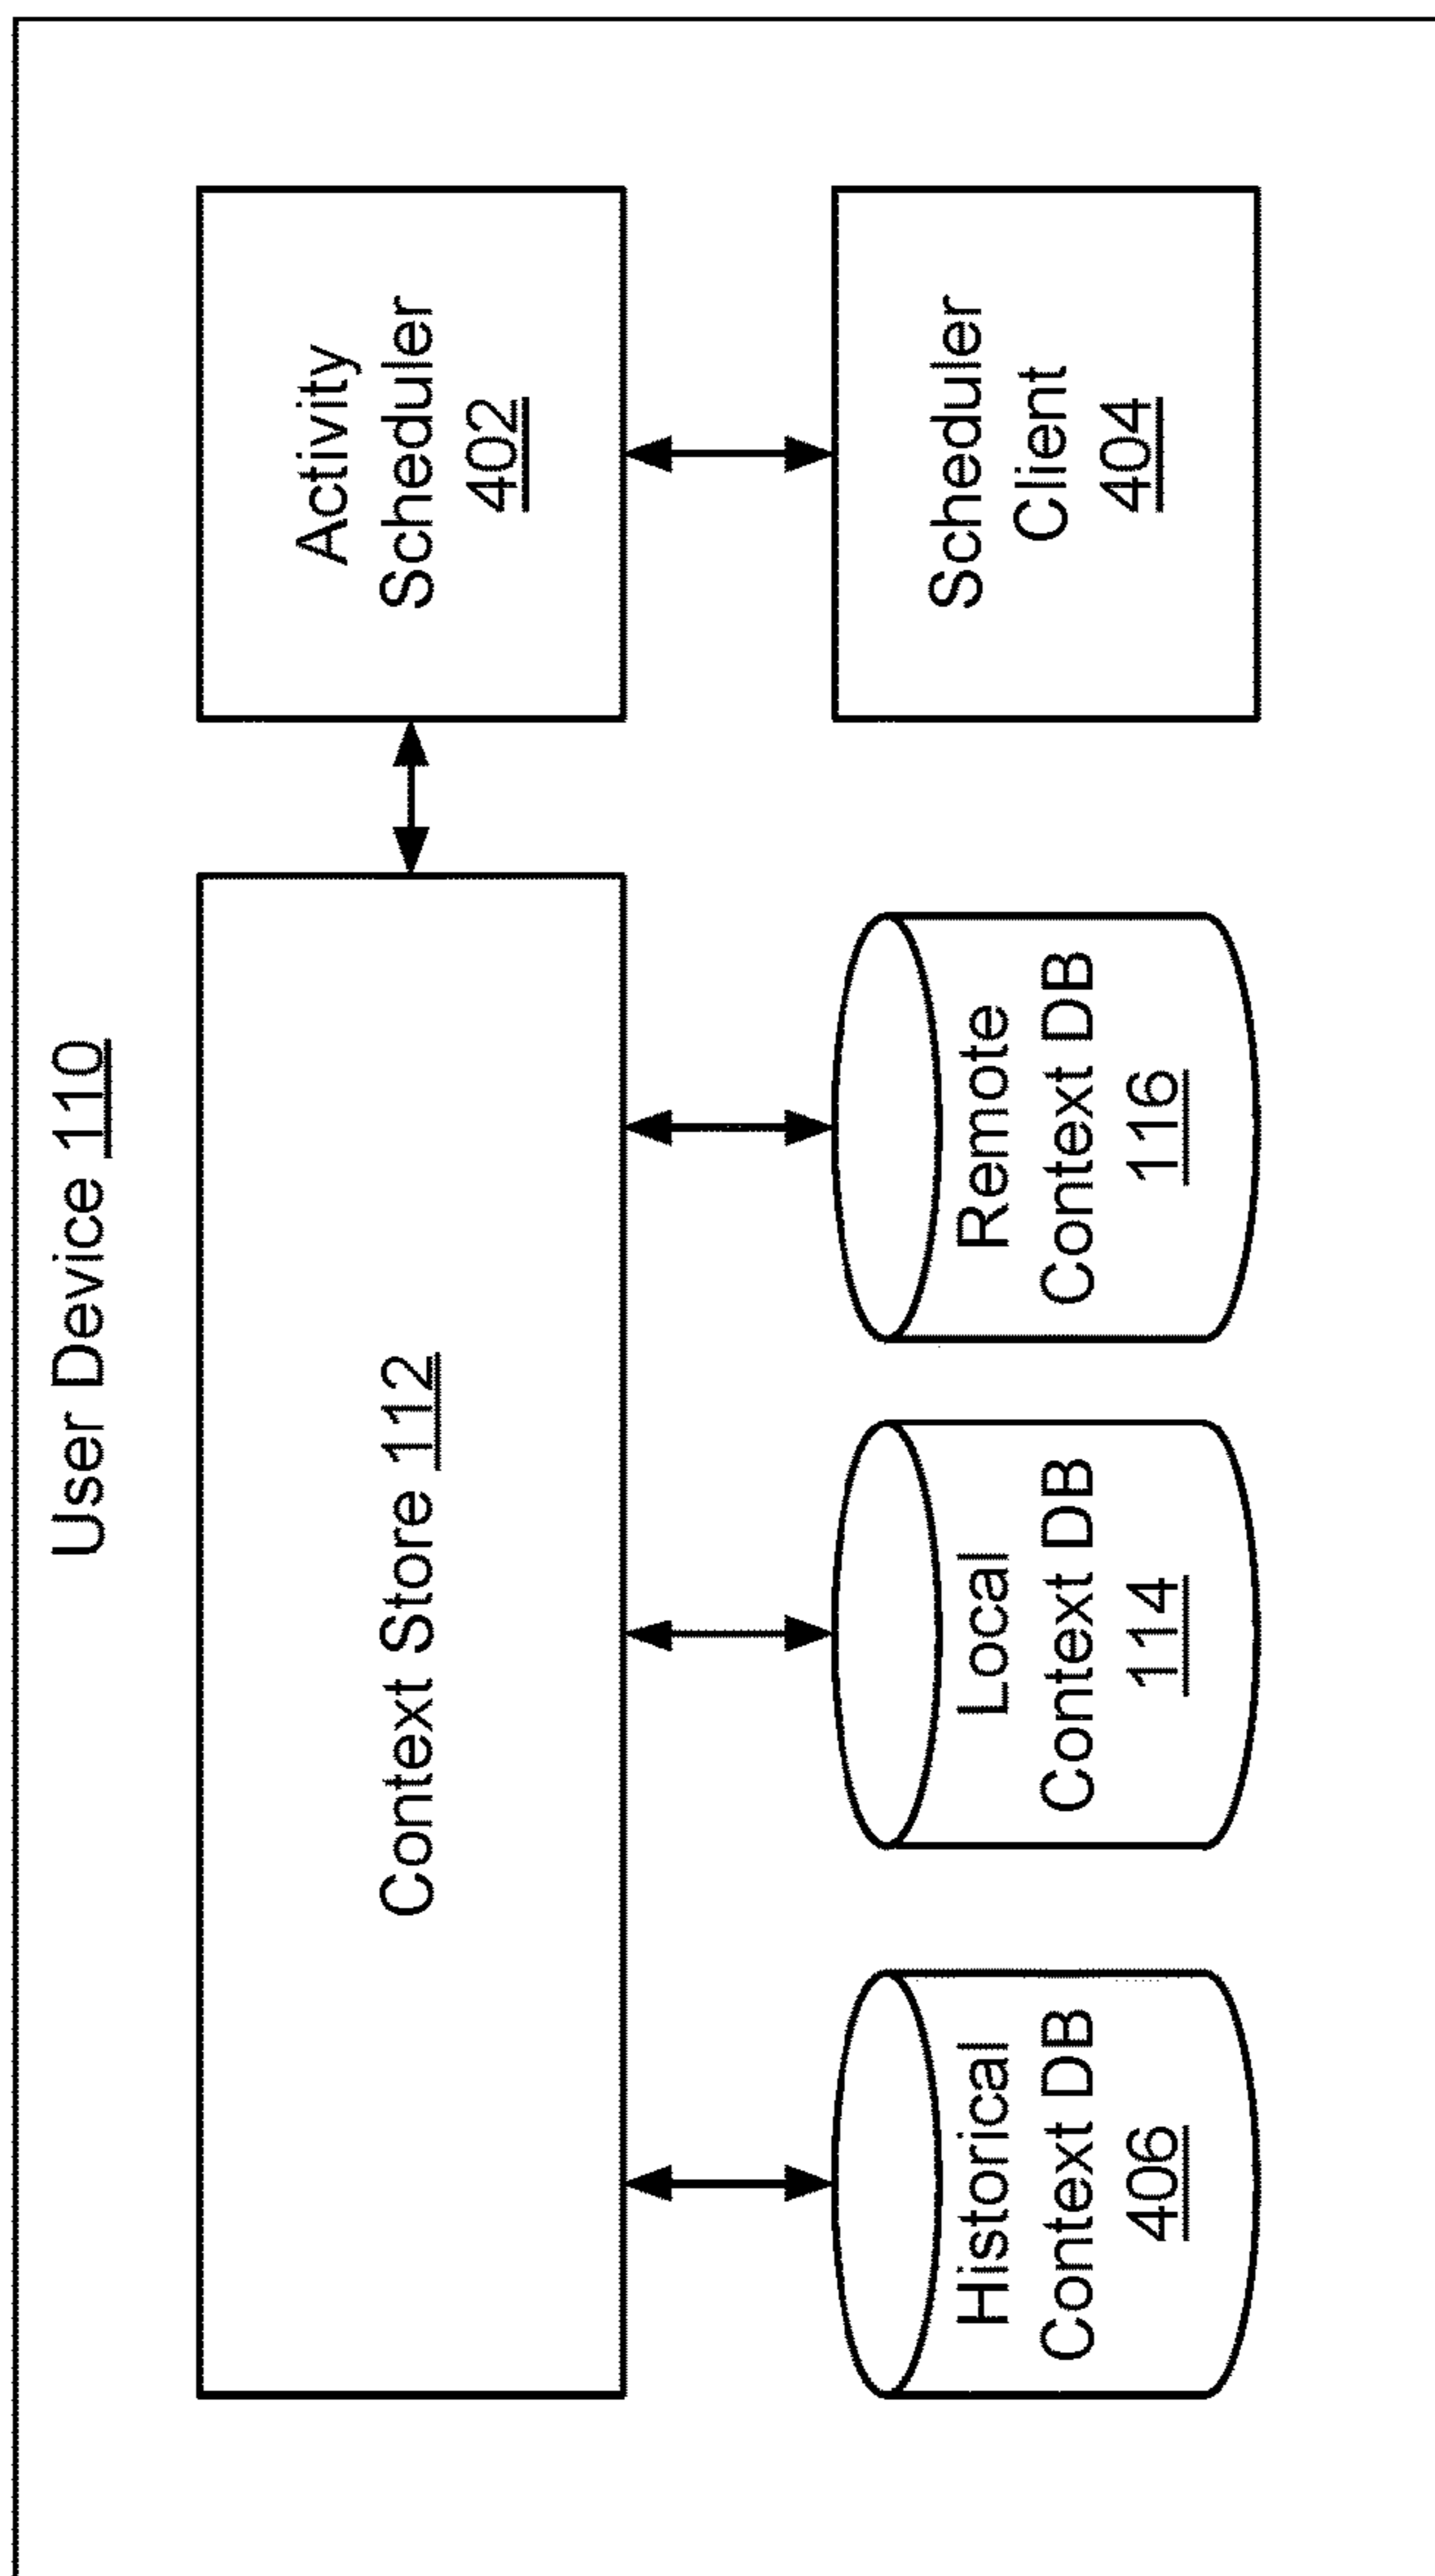 User Device 110
Context Store 112
Activity
Scheduler
402
Historical
Context DB
406
Local
Context DB
114
Remote
Context DB
116
Scheduler
Client
404